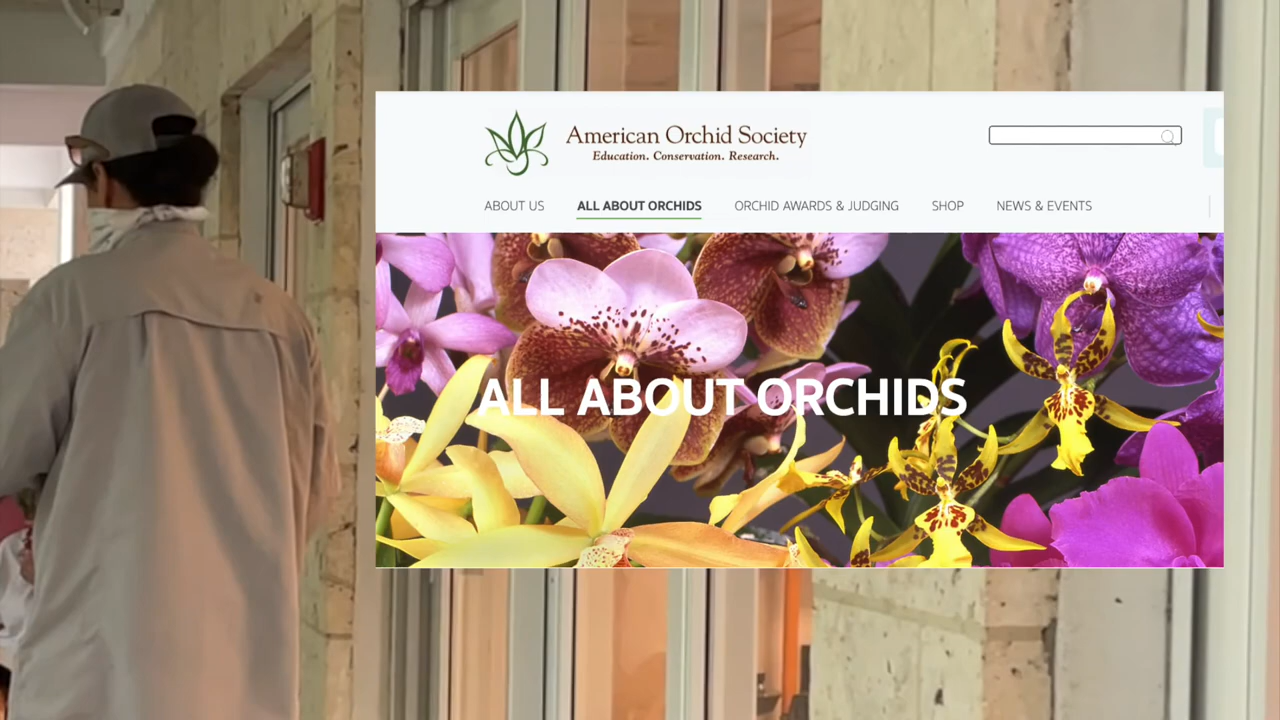 American Orchid Society
Education. Conservation. Research.
ABOUT US ALL ABOUT ORCHIDS ORCHID AWARDS & JUDGING SHOP NEWS & EVENTS
ALL ABOUT ORCHIDS